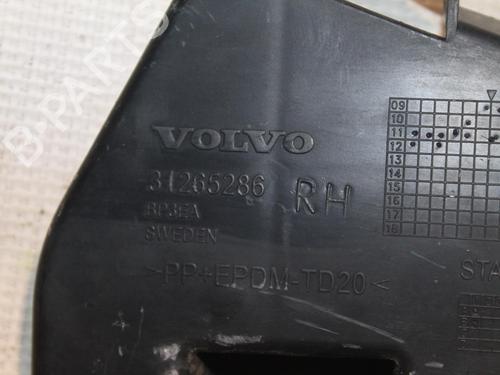 B-PARTS
VOLVO
31265286 RH
BP3EA
SWEDEN
>PP+EPDM-TD20<
STA
09
10
11
12
13
14
15
16
17
18